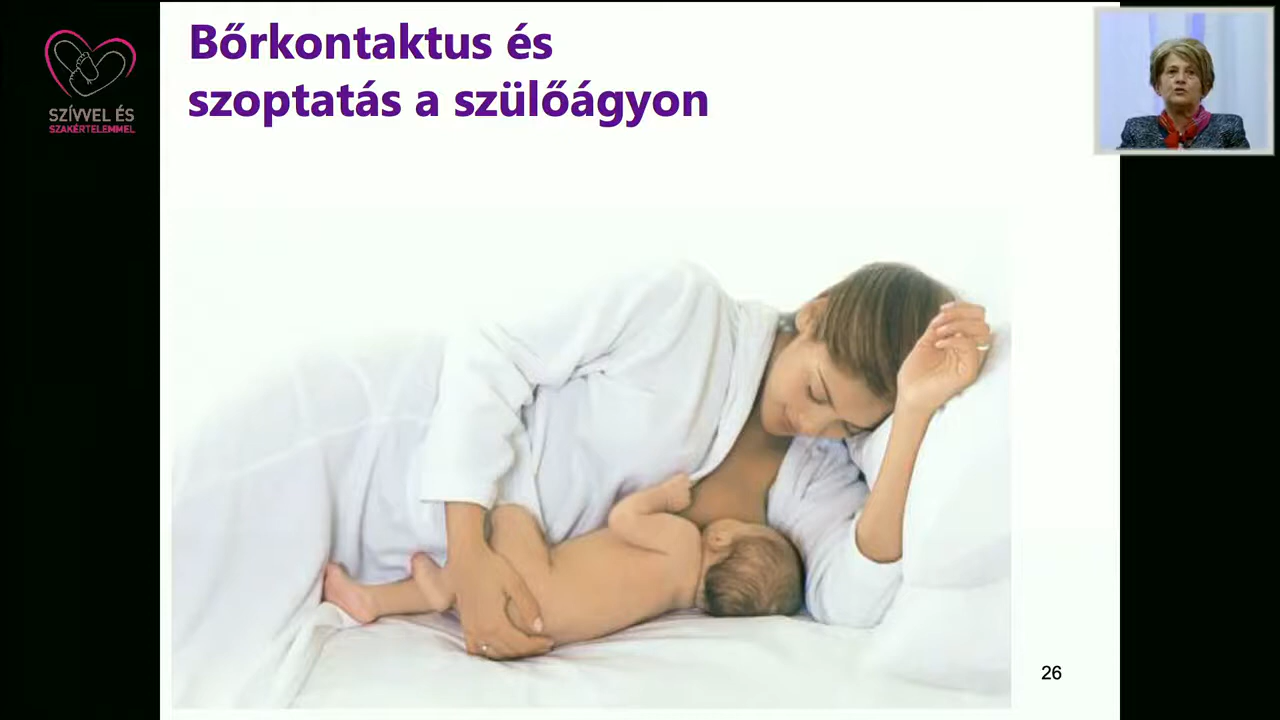 SZÍVVEL ÉS
SZAKÉRTELEMMEL
Bőrkontaktus és
szoptatás a szülőágyon
26